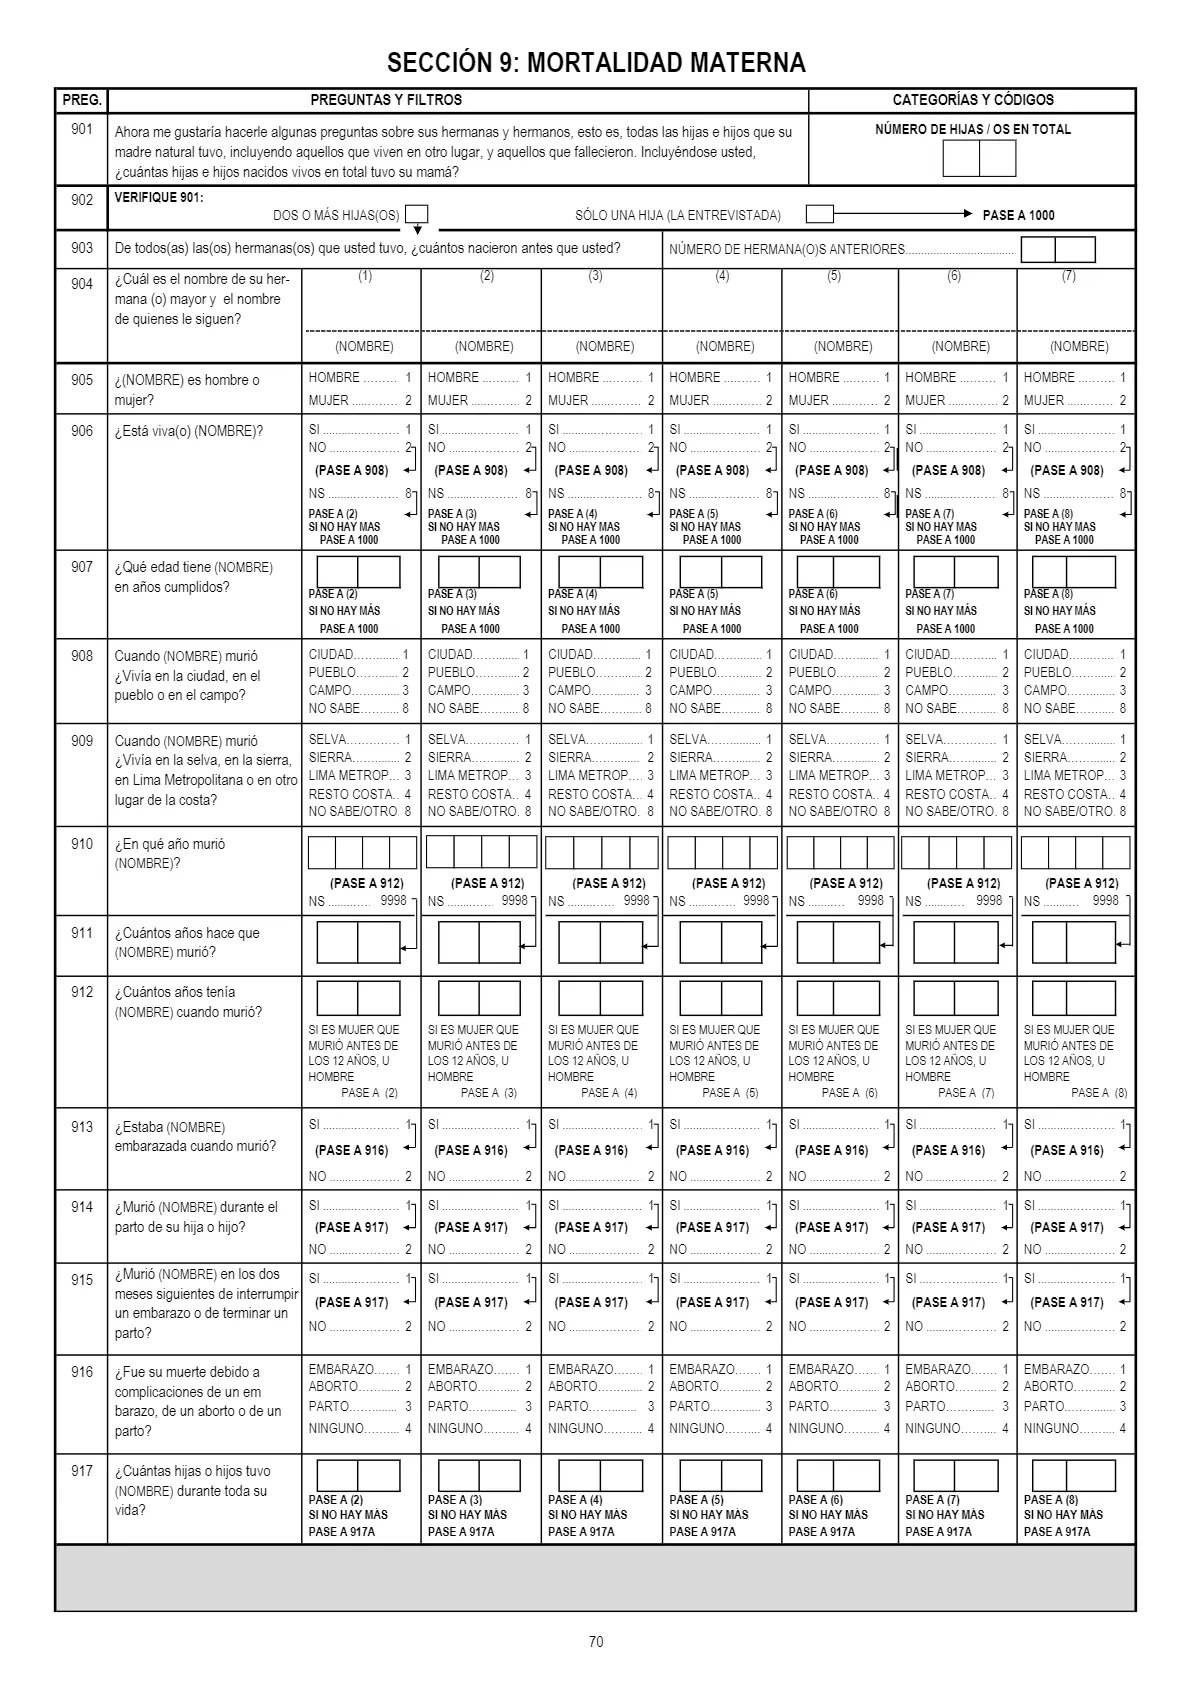 SECCIÓN 9: MORTALIDAD MATERNA
PREG. PREGUNTAS Y FILTROS CATEGORÍAS Y CÓDIGOS
901 Ahora me gustaría hacerle algunas preguntas sobre sus hermanas y hermanos, esto es, todas las hijas e hijos que su NÚMERO DE HIJAS / OS EN TOTAL
madre natural tuvo, incluyendo aquellos que viven en otro lugar, y aquellos que fallecieron. Incluyéndose usted,
¿cuántas hijas e hijos nacidos vivos en total tuvo su mamá?
902 VERIFIQUE 901:
DOS O MÁS HIJAS(OS) SÓLO UNA HIJA (LA ENTREVISTADA) PASE A 1000
903 De todos(as) las(os) hermanas(os) que usted tuvo, ¿cuántos nacieron antes que usted? NÚMERO DE HERMANA(O)S ANTERIORES.................................
904 ¿Cuál es el nombre de su her- (1) (2) (3) (4) (5) (6) (7)
mana (o) mayor y el nombre
de quienes le siguen?
(NOMBRE) (NOMBRE) (NOMBRE) (NOMBRE) (NOMBRE) (NOMBRE) (NOMBRE)
905 ¿(NOMBRE) es hombre o HOMBRE .......... 1 HOMBRE .......... 1 HOMBRE .......... 1 HOMBRE .......... 1 HOMBRE .......... 1 HOMBRE .......... 1 HOMBRE .......... 1
mujer? MUJER ............. 2 MUJER ............. 2 MUJER ............. 2 MUJER ............. 2 MUJER ............. 2 MUJER ............. 2 MUJER ............. 2
906 ¿Está viva(o) (NOMBRE)? SI ...................... 1 SI ...................... 1 SI ...................... 1 SI ...................... 1 SI ...................... 1 SI ...................... 1 SI ...................... 1
NO .................... 2 NO .................... 2 NO .................... 2 NO .................... 2 NO .................... 2 NO .................... 2 NO .................... 2
(PASE A 908) (PASE A 908) (PASE A 908) (PASE A 908) (PASE A 908) (PASE A 908) (PASE A 908)
NS .................... 8 NS .................... 8 NS .................... 8 NS .................... 8 NS .................... 8 NS .................... 8 NS .................... 8
PASE A (2) PASE A (3) PASE A (4) PASE A (5) PASE A (6) PASE A (7) PASE A (8)
SI NO HAY MAS SI NO HAY MAS SI NO HAY MAS SI NO HAY MAS SI NO HAY MAS SI NO HAY MAS SI NO HAY MAS
PASE A 1000 PASE A 1000 PASE A 1000 PASE A 1000 PASE A 1000 PASE A 1000 PASE A 1000
907 ¿Qué edad tiene (NOMBRE)
en años cumplidos?
PASE A (2) PASE A (3) PASE A (4) PASE A (5) PASE A (6) PASE A (7) PASE A (8)
SI NO HAY MÁS SI NO HAY MÁS SI NO HAY MÁS SI NO HAY MÁS SI NO HAY MÁS SI NO HAY MÁS SI NO HAY MÁS
PASE A 1000 PASE A 1000 PASE A 1000 PASE A 1000 PASE A 1000 PASE A 1000 PASE A 1000
908 Cuando (NOMBRE) murió CIUDAD............. 1 CIUDAD............. 1 CIUDAD............. 1 CIUDAD............. 1 CIUDAD............. 1 CIUDAD............. 1 CIUDAD............. 1
¿Vivía en la ciudad, en el PUEBLO............ 2 PUEBLO............ 2 PUEBLO............ 2 PUEBLO............ 2 PUEBLO............ 2 PUEBLO............ 2 PUEBLO............ 2
pueblo o en el campo? CAMPO.............. 3 CAMPO.............. 3 CAMPO.............. 3 CAMPO.............. 3 CAMPO.............. 3 CAMPO.............. 3 CAMPO.............. 3
NO SABE........... 8 NO SABE........... 8 NO SABE........... 8 NO SABE........... 8 NO SABE........... 8 NO SABE........... 8 NO SABE........... 8
909 Cuando (NOMBRE) murió SELVA............... 1 SELVA............... 1 SELVA............... 1 SELVA............... 1 SELVA............... 1 SELVA............... 1 SELVA............... 1
¿Vivía en la selva, en la sierra, SIERRA............. 2 SIERRA............. 2 SIERRA............. 2 SIERRA............. 2 SIERRA............. 2 SIERRA............. 2 SIERRA............. 2
en Lima Metropolitana o en otro LIMA METROP... 3 LIMA METROP... 3 LIMA METROP.... 3 LIMA METROP... 3 LIMA METROP... 3 LIMA METROP... 3 LIMA METROP... 3
lugar de la costa? RESTO COSTA.. 4 RESTO COSTA.. 4 RESTO COSTA... 4 RESTO COSTA.. 4 RESTO COSTA.. 4 RESTO COSTA.. 4 RESTO COSTA.. 4
NO SABE/OTRO. 8 NO SABE/OTRO. 8 NO SABE/OTRO. 8 NO SABE/OTRO. 8 NO SABE/OTRO 8 NO SABE/OTRO. 8 NO SABE/OTRO. 8
910 ¿En qué año murió
(NOMBRE)?
(PASE A 912) (PASE A 912) (PASE A 912) (PASE A 912) (PASE A 912) (PASE A 912) (PASE A 912)
NS ............ 9998 NS ............ 9998 NS ............ 9998 NS ............ 9998 NS ............ 9998 NS ............ 9998 NS ............ 9998
911 ¿Cuántos años hace que
(NOMBRE) murió?
912 ¿Cuántos años tenía
(NOMBRE) cuando murió?
SI ES MUJER QUE SI ES MUJER QUE SI ES MUJER QUE SI ES MUJER QUE SI ES MUJER QUE SI ES MUJER QUE SI ES MUJER QUE
MURIÓ ANTES DE MURIÓ ANTES DE MURIÓ ANTES DE MURIÓ ANTES DE MURIÓ ANTES DE MURIÓ ANTES DE MURIÓ ANTES DE
LOS 12 AÑOS, U LOS 12 AÑOS, U LOS 12 AÑOS, U LOS 12 AÑOS, U LOS 12 AÑOS, U LOS 12 AÑOS, U LOS 12 AÑOS, U
HOMBRE HOMBRE HOMBRE HOMBRE HOMBRE HOMBRE HOMBRE
PASE A (2) PASE A (3) PASE A (4) PASE A (5) PASE A (6) PASE A (7) PASE A (8)
913 ¿Estaba (NOMBRE) SI ...................... 1 SI ...................... 1 SI ...................... 1 SI ...................... 1 SI ...................... 1 SI ...................... 1 SI ...................... 1
embarazada cuando murió? (PASE A 916) (PASE A 916) (PASE A 916) (PASE A 916) (PASE A 916) (PASE A 916) (PASE A 916)
NO .................... 2 NO .................... 2 NO .................... 2 NO .................... 2 NO .................... 2 NO .................... 2 NO .................... 2
914 ¿Murió (NOMBRE) durante el SI ...................... 1 SI ...................... 1 SI ...................... 1 SI ...................... 1 SI ...................... 1 SI ...................... 1 SI ...................... 1
parto de su hija o hijo? (PASE A 917) (PASE A 917) (PASE A 917) (PASE A 917) (PASE A 917) (PASE A 917) (PASE A 917)
NO .................... 2 NO .................... 2 NO .................... 2 NO .................... 2 NO .................... 2 NO .................... 2 NO .................... 2
915 ¿Murió (NOMBRE) en los dos SI ...................... 1 SI ...................... 1 SI ...................... 1 SI ...................... 1 SI ...................... 1 SI ...................... 1 SI ...................... 1
meses siguientes de interrumpir (PASE A 917) (PASE A 917) (PASE A 917) (PASE A 917) (PASE A 917) (PASE A 917) (PASE A 917)
un embarazo o de terminar un
parto? NO .................... 2 NO .................... 2 NO .................... 2 NO .................... 2 NO .................... 2 NO .................... 2 NO .................... 2
916 ¿Fue su muerte debido a EMBARAZO....... 1 EMBARAZO....... 1 EMBARAZO....... 1 EMBARAZO....... 1 EMBARAZO....... 1 EMBARAZO....... 1 EMBARAZO....... 1
complicaciones de un em ABORTO............ 2 ABORTO............ 2 ABORTO............ 2 ABORTO............ 2 ABORTO............ 2 ABORTO............ 2 ABORTO............ 2
barazo, de un aborto o de un PARTO.............. 3 PARTO.............. 3 PARTO.............. 3 PARTO.............. 3 PARTO.............. 3 PARTO.............. 3 PARTO.............. 3
parto? NINGUNO.......... 4 NINGUNO.......... 4 NINGUNO.......... 4 NINGUNO.......... 4 NINGUNO.......... 4 NINGUNO.......... 4 NINGUNO.......... 4
917 ¿Cuántas hijas o hijos tuvo
(NOMBRE) durante toda su
vida? PASE A (2) PASE A (3) PASE A (4) PASE A (5) PASE A (6) PASE A (7) PASE A (8)
SI NO HAY MÀS SI NO HAY MÀS SI NO HAY MÀS SI NO HAY MÀS SI NO HAY MÀS SI NO HAY MÀS SI NO HAY MÀS
PASE A 917A PASE A 917A PASE A 917A PASE A 917A PASE A 917A PASE A 917A PASE A 917A
70